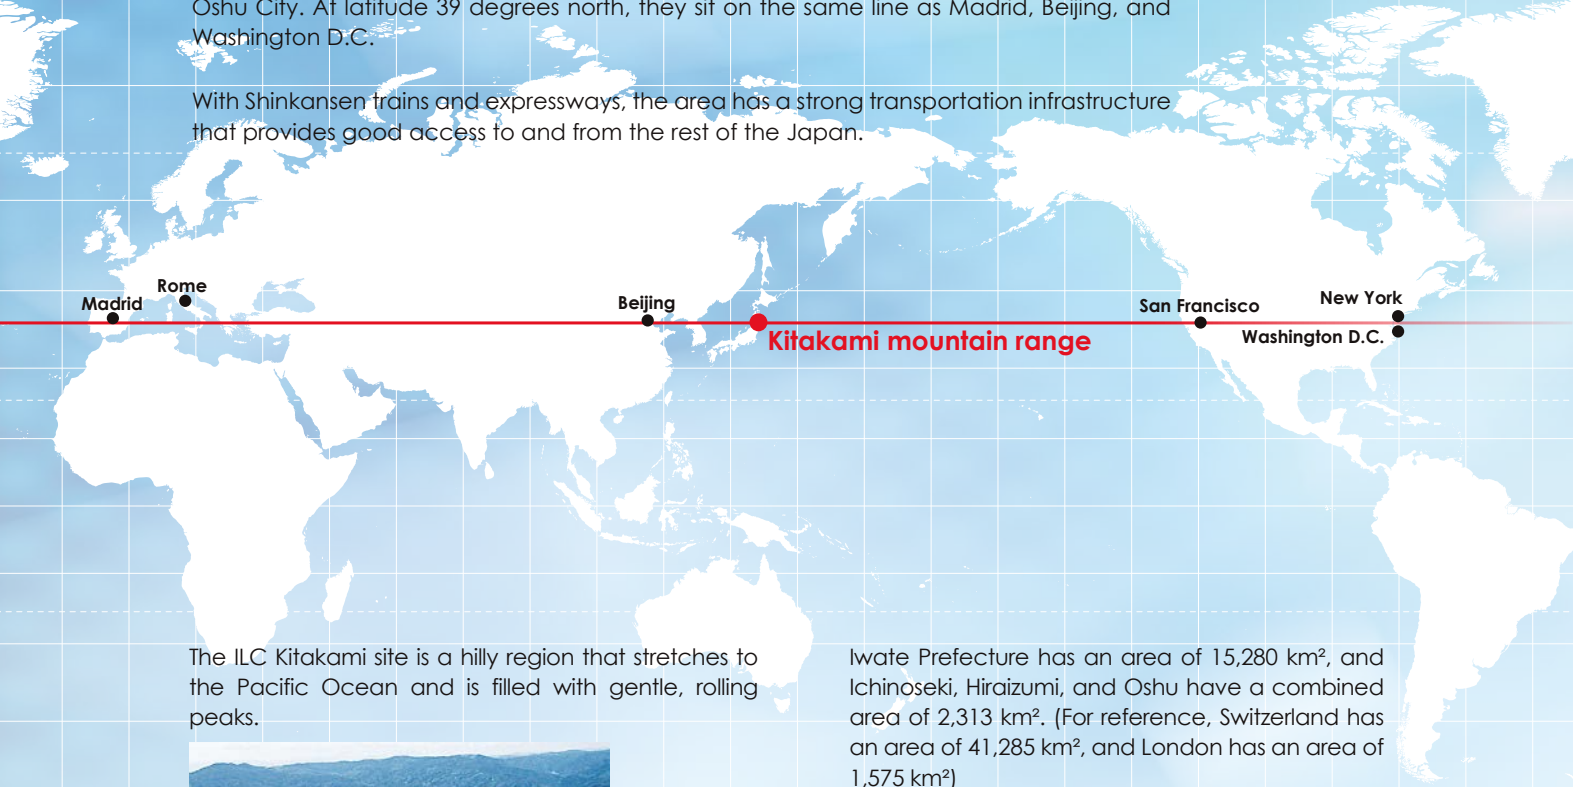 Oshu City. At latitude 39 degrees north, they sit on the same line as Madrid, Beijing, and
Washington D.C.
With Shinkansen trains and expressways, the area has a strong transportation infrastructure
that provides good access to and from the rest of the Japan.
Rome
Madrid
Beijing
San Francisco
New York
Washington D.C.
Kitakami mountain range
The ILC Kitakami site is a hilly region that stretches to
the Pacific Ocean and is filled with gentle, rolling
peaks.
Iwate Prefecture has an area of 15,280 km², and
Ichinoseki, Hiraizumi, and Oshu have a combined
area of 2,313 km². (For reference, Switzerland has
an area of 41,285 km², and London has an area of
1,575 km²)